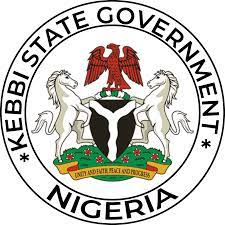 * KEBBI STATE GOVERNMENT *
UNITY AND FAITH, PEACE AND PROGRESS
NIGERIA